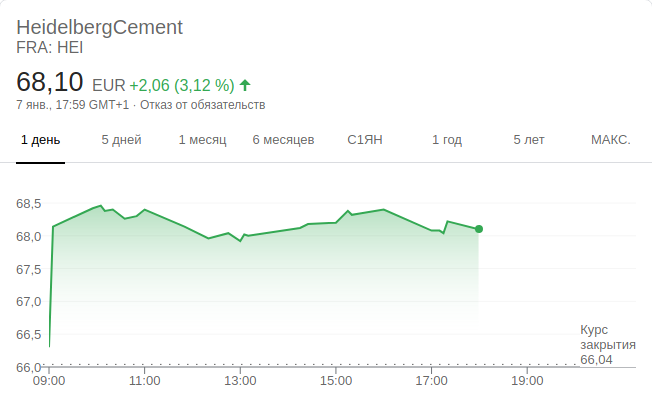 HeidelbergCement
FRA: HEI
68,10 EUR +2,06 (3,12 %)
7 янв., 17:59 GMT+1 · Отказ от обязательств
1 день 5 дней 1 месяц 6 месяцев С1ЯН 1 год 5 лет МАКС.
68,5
68,0
67,5
67,0
66,5
66,0
Курс
закрытия
66,04
09:00 11:00 13:00 15:00 17:00 19:00